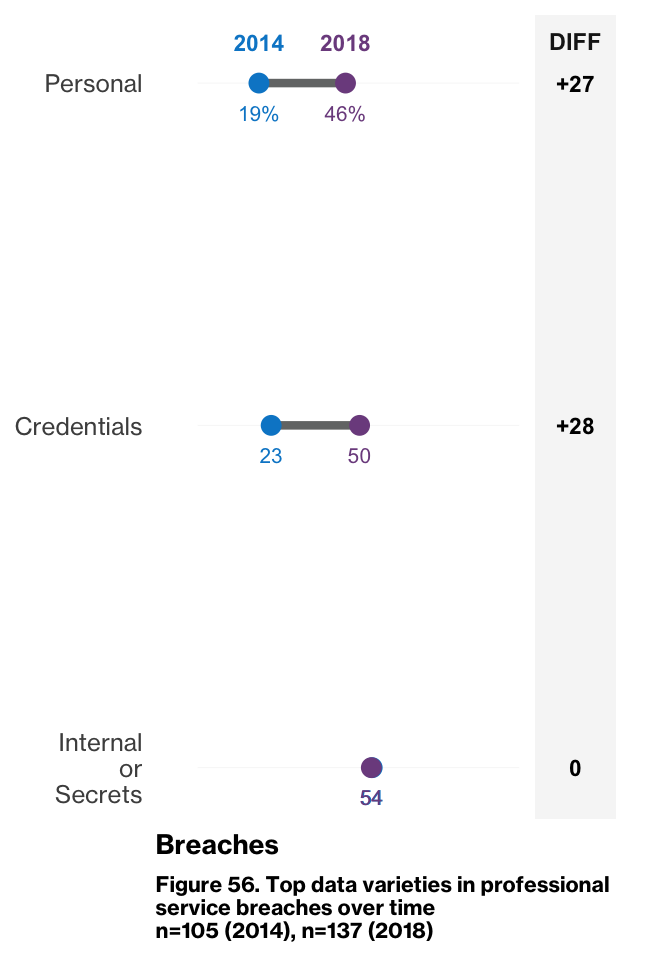 2014 2018 DIFF
Personal +27
19% 46%
Credentials +28
23 50
Internal
or 0
Secrets 54
Breaches
Figure 56. Top data varieties in professional
service breaches over time
n=105 (2014), n=137 (2018)